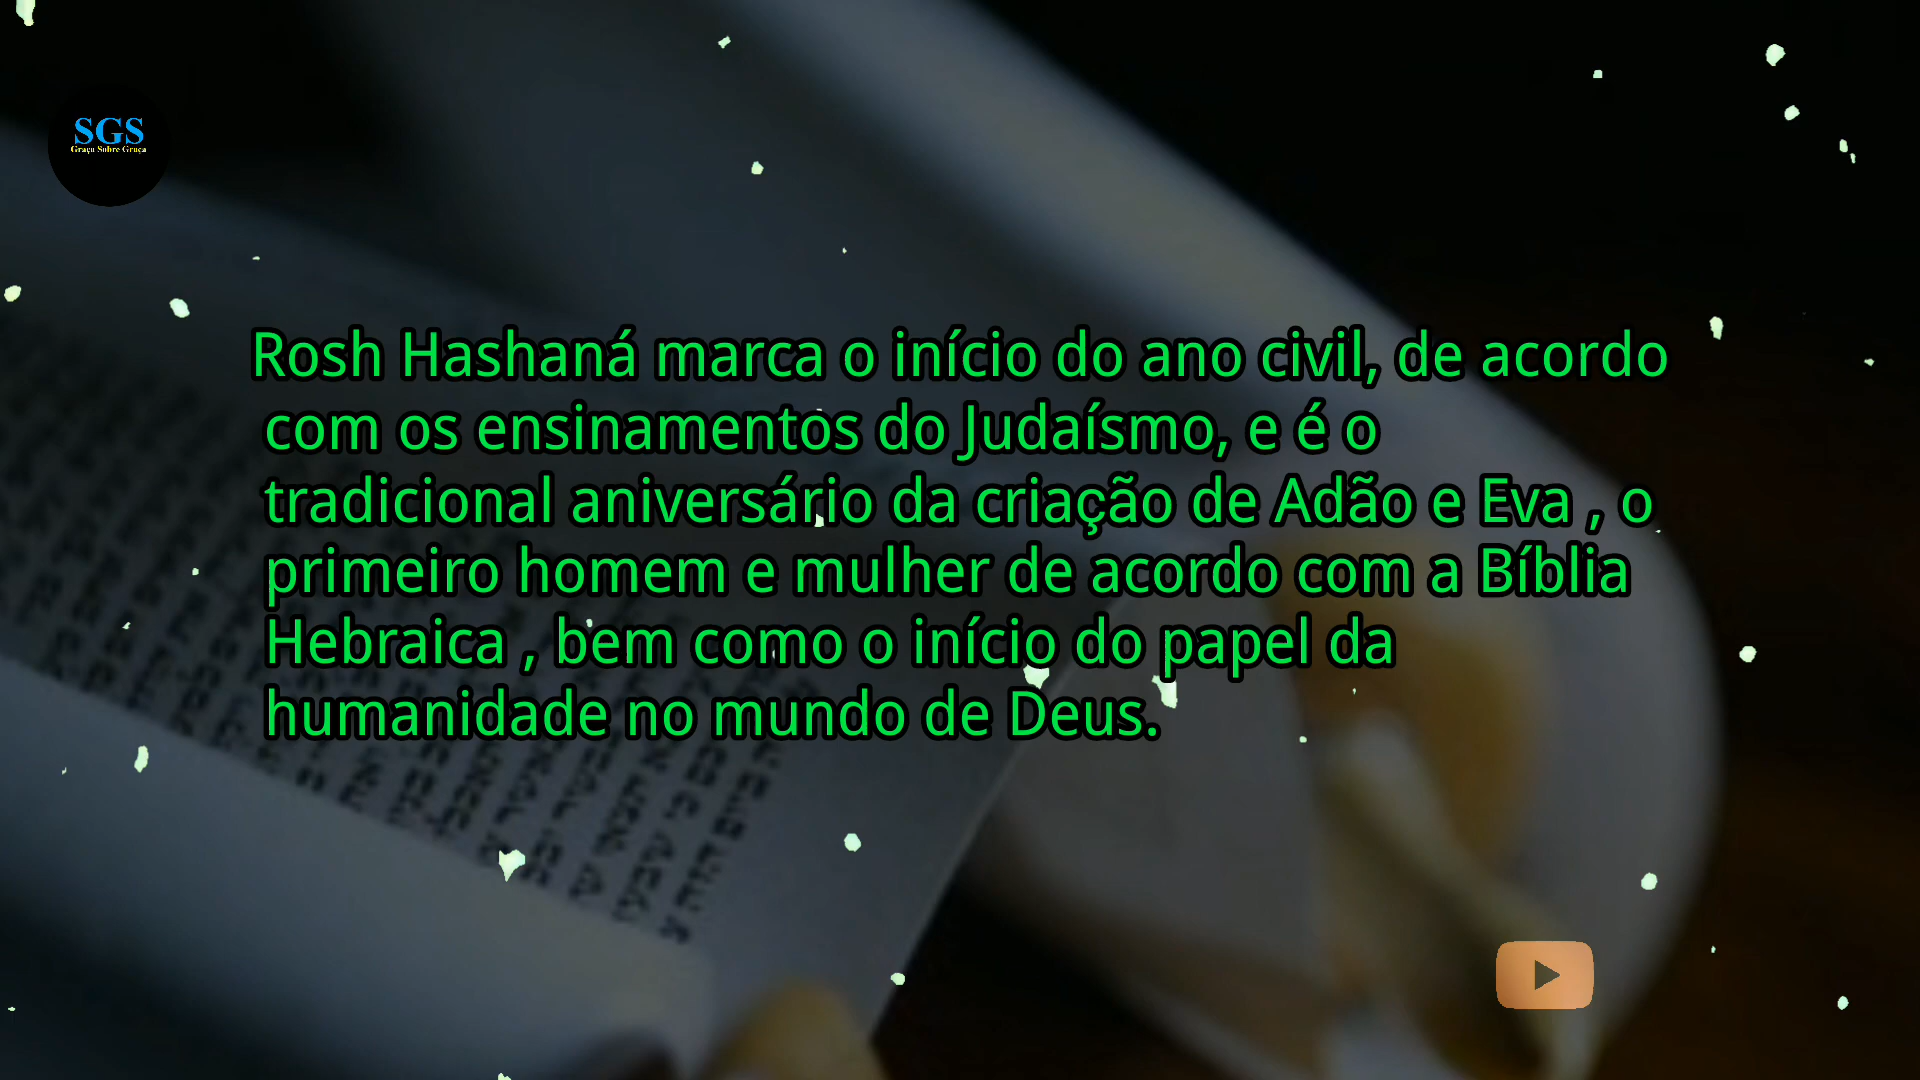 SGS
Graça Sobre Graça
Rosh Hashaná marca o início do ano civil, de acordo
com os ensinamentos do Judaísmo, e é o
tradicional aniversário da criação de Adão e Eva , o
primeiro homem e mulher de acordo com a Bíblia
Hebraica , bem como o início do papel da
humanidade no mundo de Deus.